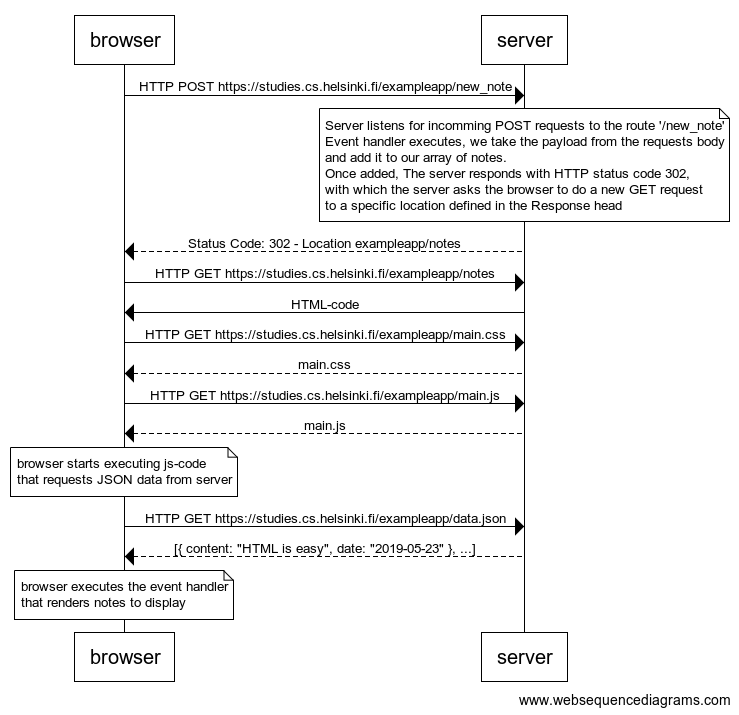 browser
server
HTTP POST https://studies.cs.helsinki.fi/exampleapp/new_note
Server listens for incomming POST requests to the route '/new_note'
Event handler executes, we take the payload from the requests body
and add it to our array of notes.
Once added, The server responds with HTTP status code 302,
with which the server asks the browser to do a new GET request
to a specific location defined in the Response head
Status Code: 302 - Location exampleapp/notes
HTTP GET https://studies.cs.helsinki.fi/exampleapp/notes
HTML-code
HTTP GET https://studies.cs.helsinki.fi/exampleapp/main.css
main.css
HTTP GET https://studies.cs.helsinki.fi/exampleapp/main.js
main.js
browser starts executing js-code
that requests JSON data from server
HTTP GET https://studies.cs.helsinki.fi/exampleapp/data.json
[{ content: "HTML is easy", date: "2019-05-23" }, ...]
browser executes the event handler
that renders notes to display
browser
server
www.websequencediagrams.com